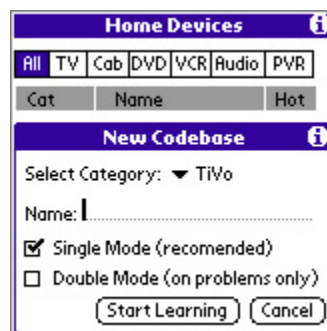 Home Devices i
All TV Cab DVD VCR Audio PVR
Cat Name Hot
New Codebase i
Select Category: TiVo
Name:
Single Mode (recomended)
Double Mode (on problems only)
Start Learning Cancel